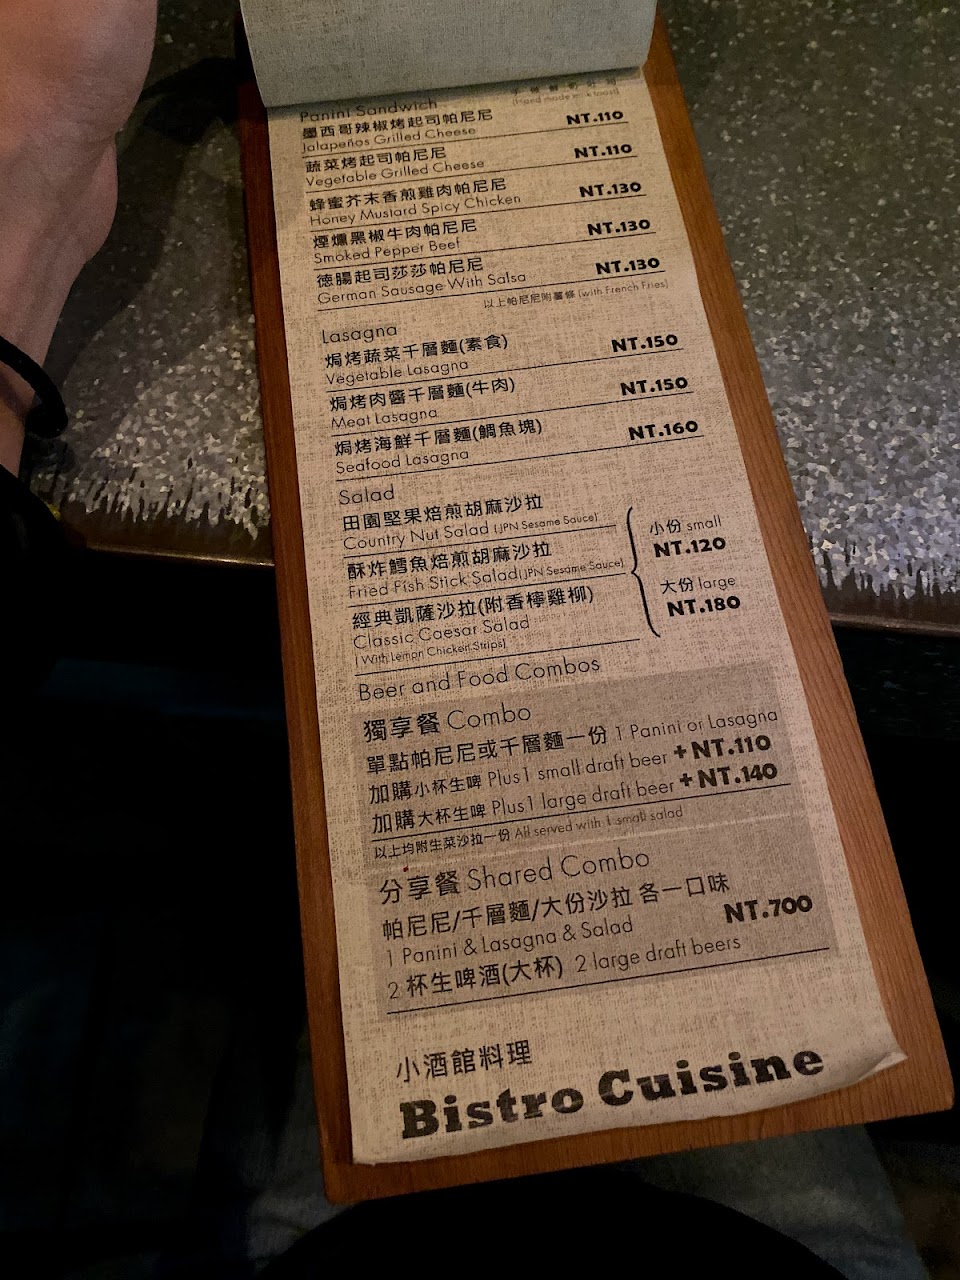 Panini Sandwich
(Hand made toast)
墨西哥辣椒烤起司帕尼尼
Jalapeños Grilled Cheese
NT.110
蔬菜烤起司帕尼尼
Vegetable Grilled Cheese
NT.110
蜂蜜芥末香煎雞肉帕尼尼
Honey Mustard Spicy Chicken
NT.130
煙燻黑椒牛肉帕尼尼
Smoked Pepper Beef
NT.130
德腸起司莎莎帕尼尼
German Sausage With Salsa
NT.130
以上帕尼尼附薯條 (with French Fries)
Lasagna
焗烤蔬菜千層麵(素食)
Vegetable Lasagna
NT.150
焗烤肉醬千層麵(牛肉)
Meat Lasagna
NT.150
焗烤海鮮千層麵(鯛魚塊)
Seafood Lasagna
NT.160
Salad
田園堅果焙煎胡麻沙拉
Country Nut Salad (JPN Sesame Sauce)
酥炸鱈魚焙煎胡麻沙拉
Fried Fish Stick Salad(JPN Sesame Sauce)
經典凱薩沙拉(附香檸雞柳)
Classic Caesar Salad
(With Lemon Chicken Strips)
小份 small
NT.120
大份 large
NT.180
Beer and Food Combos
獨享餐 Combo
單點帕尼尼或千層麵一份 1 Panini or Lasagna
加購小杯生啤 Plus 1 small draft beer +NT.110
加購大杯生啤 Plus 1 large draft beer +NT.140
以上均附生菜沙拉一份 All served with 1 small salad
分享餐 Shared Combo
帕尼尼/千層麵/大份沙拉 各一口味
1 Panini & Lasagna & Salad
NT.700
2 杯生啤酒(大杯) 2 large draft beers
小酒館料理
Bistro Cuisine